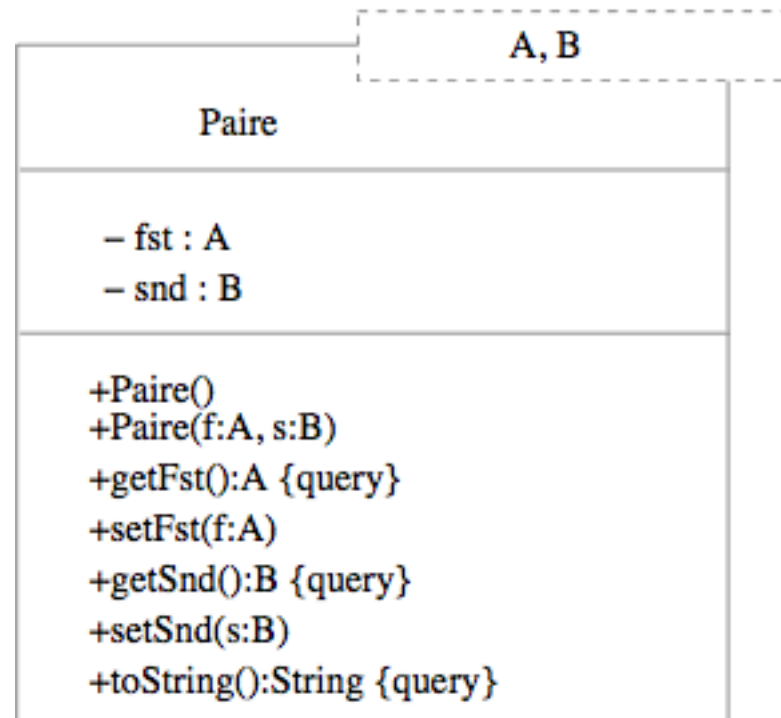 A, B
Paire
– fst : A
– snd : B
+Paire()
+Paire(f:A, s:B)
+getFst():A {query}
+setFst(f:A)
+getSnd():B {query}
+setSnd(s:B)
+toString():String {query}